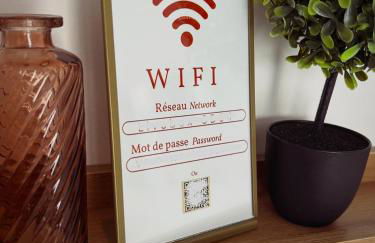 WIFI
Réseau Network
Mot de passe Password
Ou